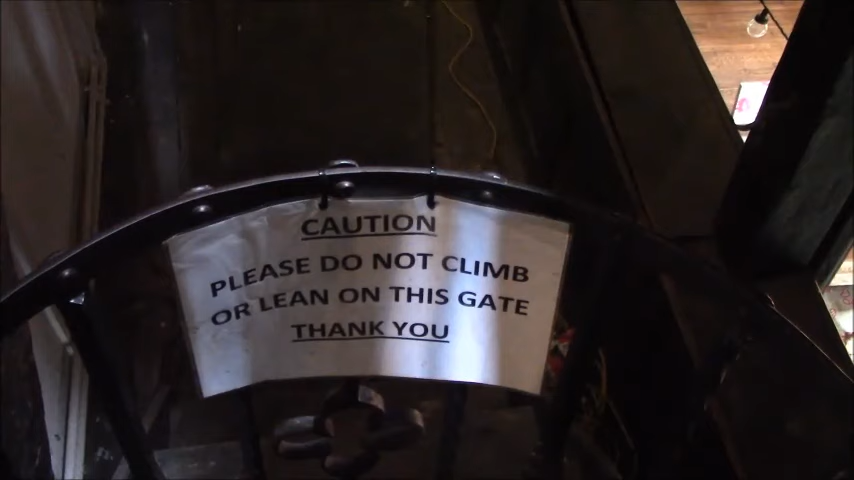 CAUTION
PLEASE DO NOT CLIMB
OR LEAN ON THIS GATE
THANK YOU